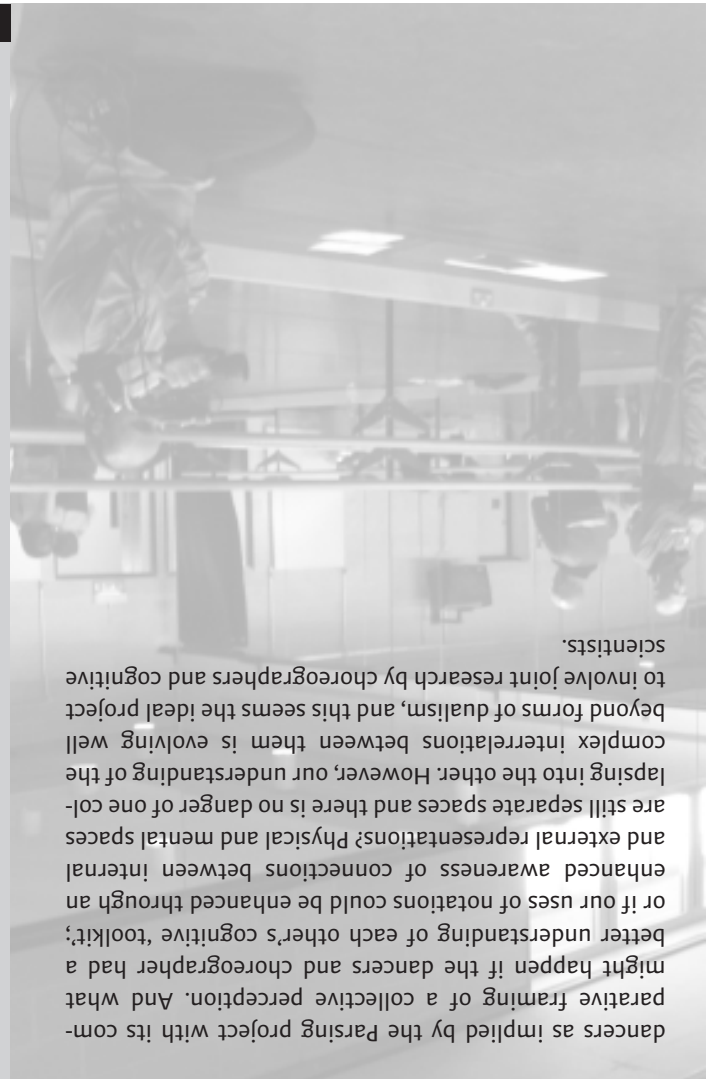 dancers as implied by the Parsing project with its com-
parative framing of a collective perception. And what
might happen if the dancers and choreographer had a
better understanding of each other's cognitive ‚toolkit';
or if our uses of notations could be enhanced through an
enhanced awareness of connections between internal
and external representations? Physical and mental spaces
are still separate spaces and there is no danger of one col-
lapsing into the other. However, our understanding of the
complex interrelations between them is evolving well
beyond forms of dualism, and this seems the ideal project
to involve joint research by choreographers and cognitive
scientists.